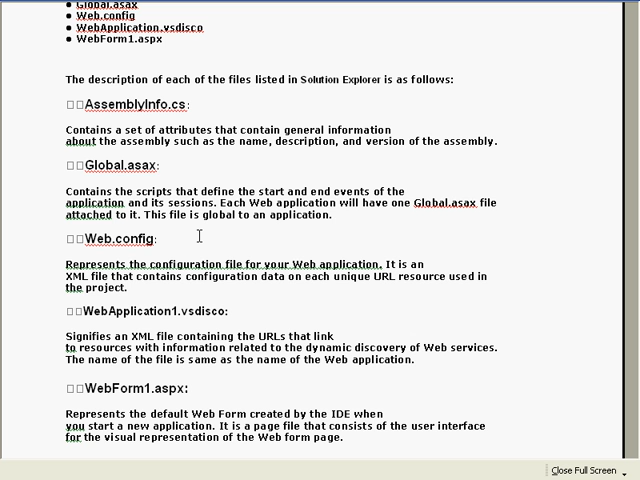 ● Global.asax
● Web.config
● WebApplication.vsdisco
● WebForm1.aspx
The description of each of the files listed in Solution Explorer is as follows:
□□AssemblyInfo.cs:
Contains a set of attributes that contain general information
about the assembly such as the name, description, and version of the assembly.
□□Global.asax:
Contains the scripts that define the start and end events of the
application and its sessions. Each Web application will have one Global.asax file
attached to it. This file is global to an application.
□□Web.config:
Represents the configuration file for your Web application. It is an
XML file that contains configuration data on each unique URL resource used in
the project.
□□WebApplication1.vsdisco:
Signifies an XML file containing the URLs that link
to resources with information related to the dynamic discovery of Web services.
The name of the file is same as the name of the Web application.
□□WebForm1.aspx:
Represents the default Web Form created by the IDE when
you start a new application. It is a page file that consists of the user interface
for the visual representation of the Web form page.
Close Full Screen